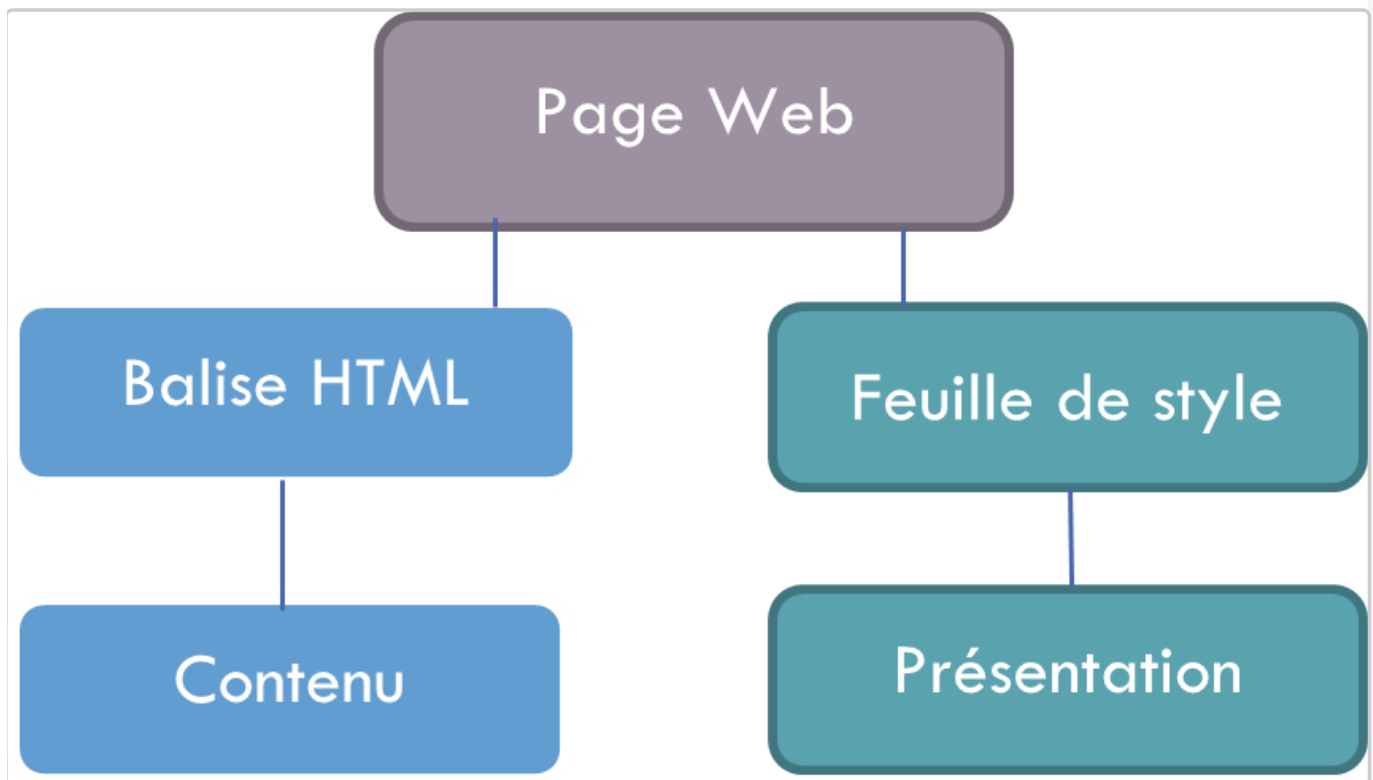 Page Web
Balise HTML
Feuille de style
Contenu
Présentation